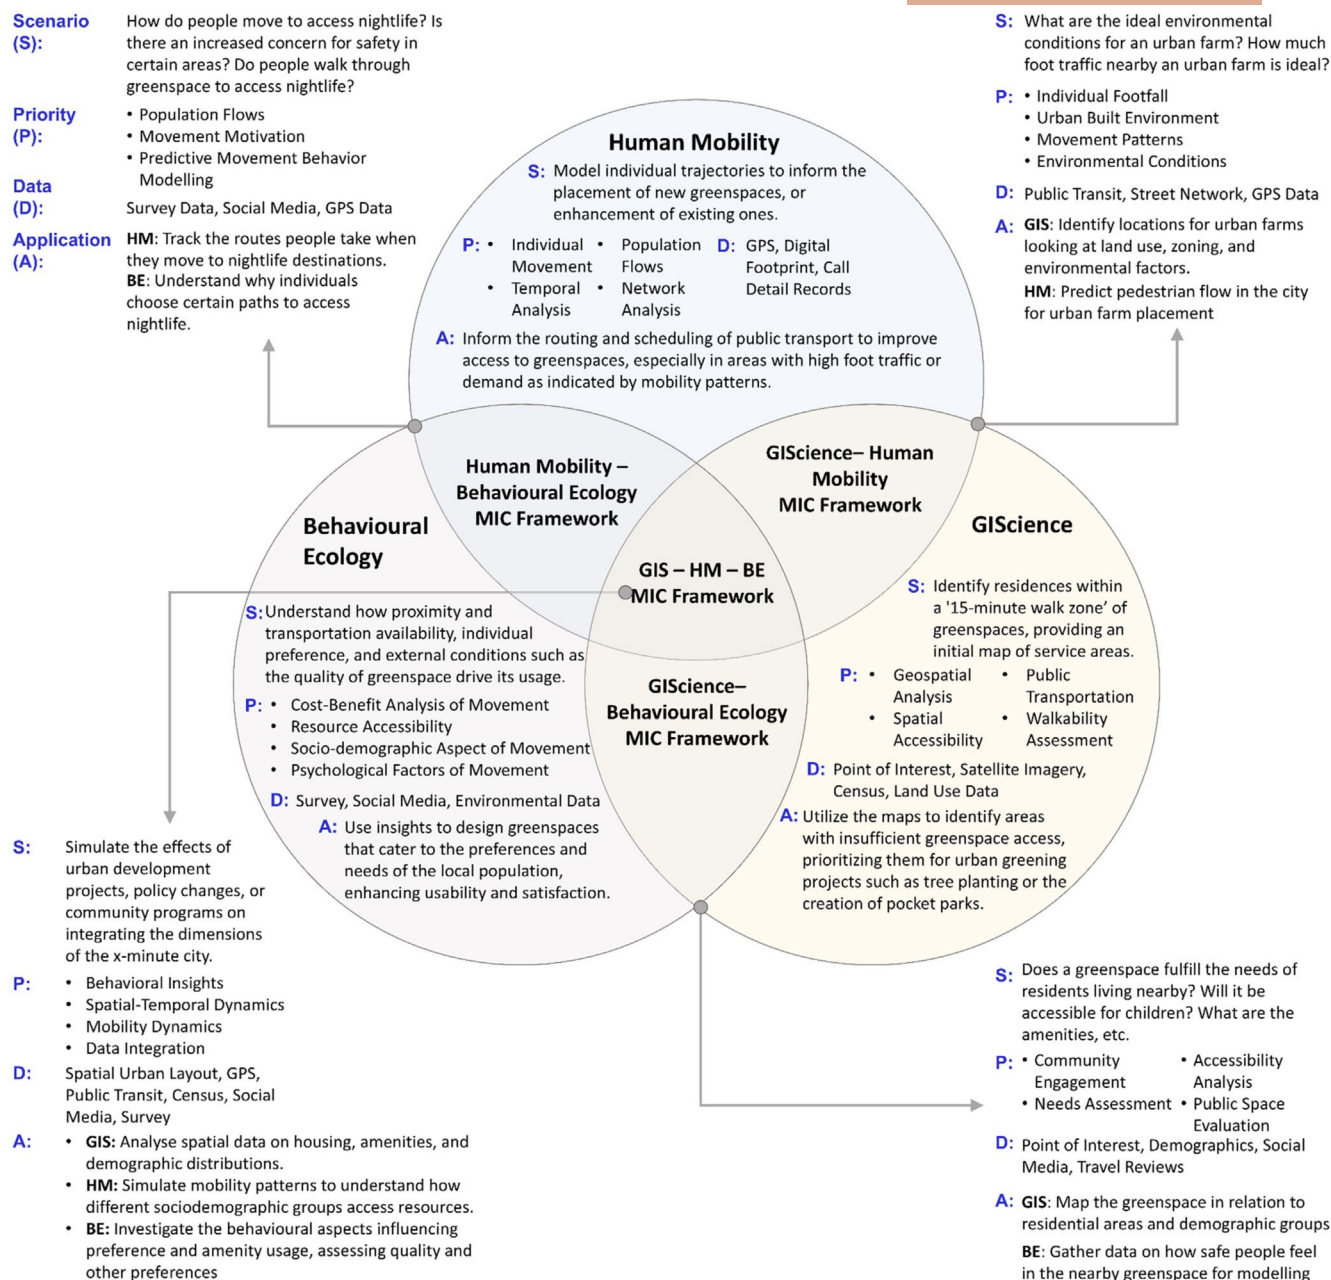 Scenario
(S):
How do people move to access nightlife? Is
there an increased concern for safety in
certain areas? Do people walk through
greenspace to access nightlife?
Priority
(P):
• Population Flows
• Movement Motivation
• Predictive Movement Behavior
Modelling
Data
(D):
Survey Data, Social Media, GPS Data
Application
(A):
HM: Track the routes people take when
they move to nightlife destinations.
BE: Understand why individuals
choose certain paths to access
nightlife.
S: What are the ideal environmental
conditions for an urban farm? How much
foot traffic nearby an urban farm is ideal?
P: • Individual Footfall
• Urban Built Environment
• Movement Patterns
• Environmental Conditions
D: Public Transit, Street Network, GPS Data
A: GIS: Identify locations for urban farms
looking at land use, zoning, and
environmental factors.
HM: Predict pedestrian flow in the city
for urban farm placement
Human Mobility
S: Model individual trajectories to inform the
placement of new greenspaces, or
enhancement of existing ones.
P: • Individual
Movement
• Temporal
Analysis
• Population
Flows
• Network
Analysis
D: GPS, Digital
Footprint, Call
Detail Records
A: Inform the routing and scheduling of public transport to improve
access to greenspaces, especially in areas with high foot traffic or
demand as indicated by mobility patterns.
Human Mobility –
Behavioural Ecology
MIC Framework
GIScience– Human
Mobility
MIC Framework
GIS – HM – BE
MIC Framework
GIScience–
Behavioural Ecology
MIC Framework
Behavioural
Ecology
S: Understand how proximity and
transportation availability, individual
preference, and external conditions such as
the quality of greenspace drive its usage.
P: • Cost-Benefit Analysis of Movement
• Resource Accessibility
• Socio-demographic Aspect of Movement
• Psychological Factors of Movement
D: Survey, Social Media, Environmental Data
A: Use insights to design greenspaces
that cater to the preferences and
needs of the local population,
enhancing usability and satisfaction.
GIScience
S: Identify residences within
a '15-minute walk zone’ of
greenspaces, providing an
initial map of service areas.
P: • Geospatial
Analysis
• Spatial
Accessibility
• Public
Transportation
• Walkability
Assessment
D: Point of Interest, Satellite Imagery,
Census, Land Use Data
A: Utilize the maps to identify areas
with insufficient greenspace access,
prioritizing them for urban greening
projects such as tree planting or the
creation of pocket parks.
S: Simulate the effects of
urban development
projects, policy changes, or
community programs on
integrating the dimensions
of the x-minute city.
P: • Behavioral Insights
• Spatial-Temporal Dynamics
• Mobility Dynamics
• Data Integration
D: Spatial Urban Layout, GPS,
Public Transit, Census, Social
Media, Survey
A: • GIS: Analyse spatial data on housing, amenities, and
demographic distributions.
• HM: Simulate mobility patterns to understand how
different sociodemographic groups access resources.
• BE: Investigate the behavioural aspects influencing
preference and amenity usage, assessing quality and
other preferences
S: Does a greenspace fulfill the needs of
residents living nearby? Will it be
accessible for children? What are the
amenities, etc.
P: • Community
Engagement
• Needs Assessment
• Accessibility
Analysis
• Public Space
Evaluation
D: Point of Interest, Demographics, Social
Media, Travel Reviews
A: GIS: Map the greenspace in relation to
residential areas and demographic groups
BE: Gather data on how safe people feel
in the nearby greenspace for modelling